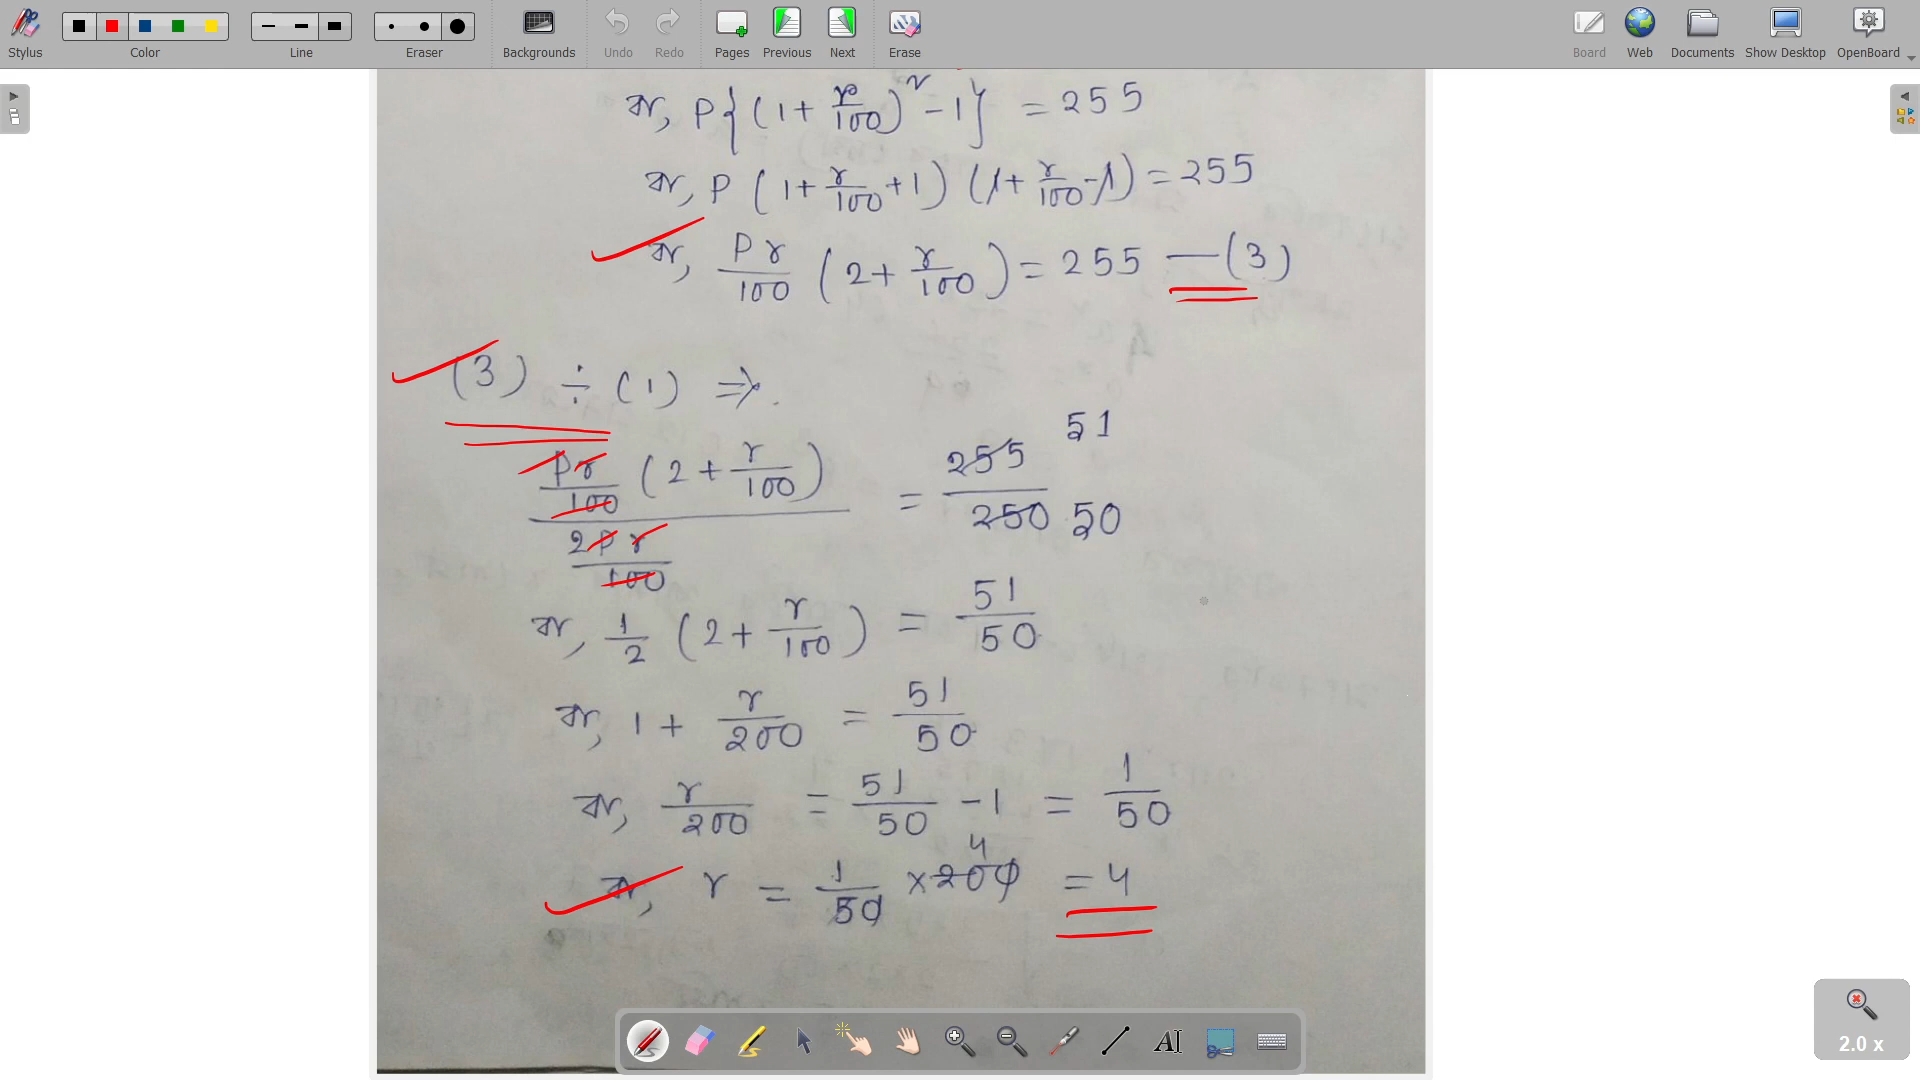 Stylus Color Line Eraser Backgrounds Undo Redo Pages Previous Next Erase Board Web Documents Show Desktop OpenBoard
বা, P{(1+r/100)²-1} = 255
বা, P(1+r/100+1)(1+r/100-1)=255
বা, Pr/100(2+r/100)=255 —(3)
(3) ÷ (1) ⇒
Pr/100(2+r/100) / 2Pr/100 = 255/250 51/50
বা, 1/2(2+r/100) = 51/50
বা, 1+r/200 = 51/50
বা, r/200 = 51/50 -1 = 1/50
বা, r = 1/50 ×200 4 =4
2.0 x